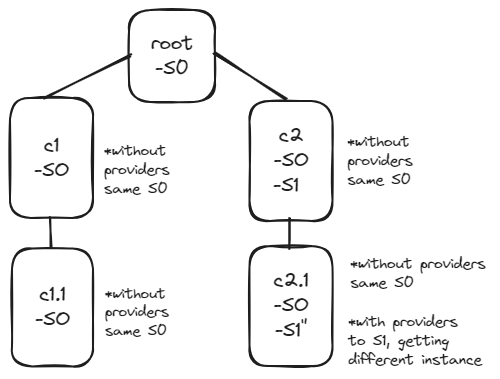 root
-S0
c1
-S0
*without
providers
same S0
c2
-S0
-S1
*without
providers
same S0
c1.1
-S0
*without
providers
same S0
c2.1
-S0
-S1"
*without providers
same S0
*with providers
to S1, getting
different instance